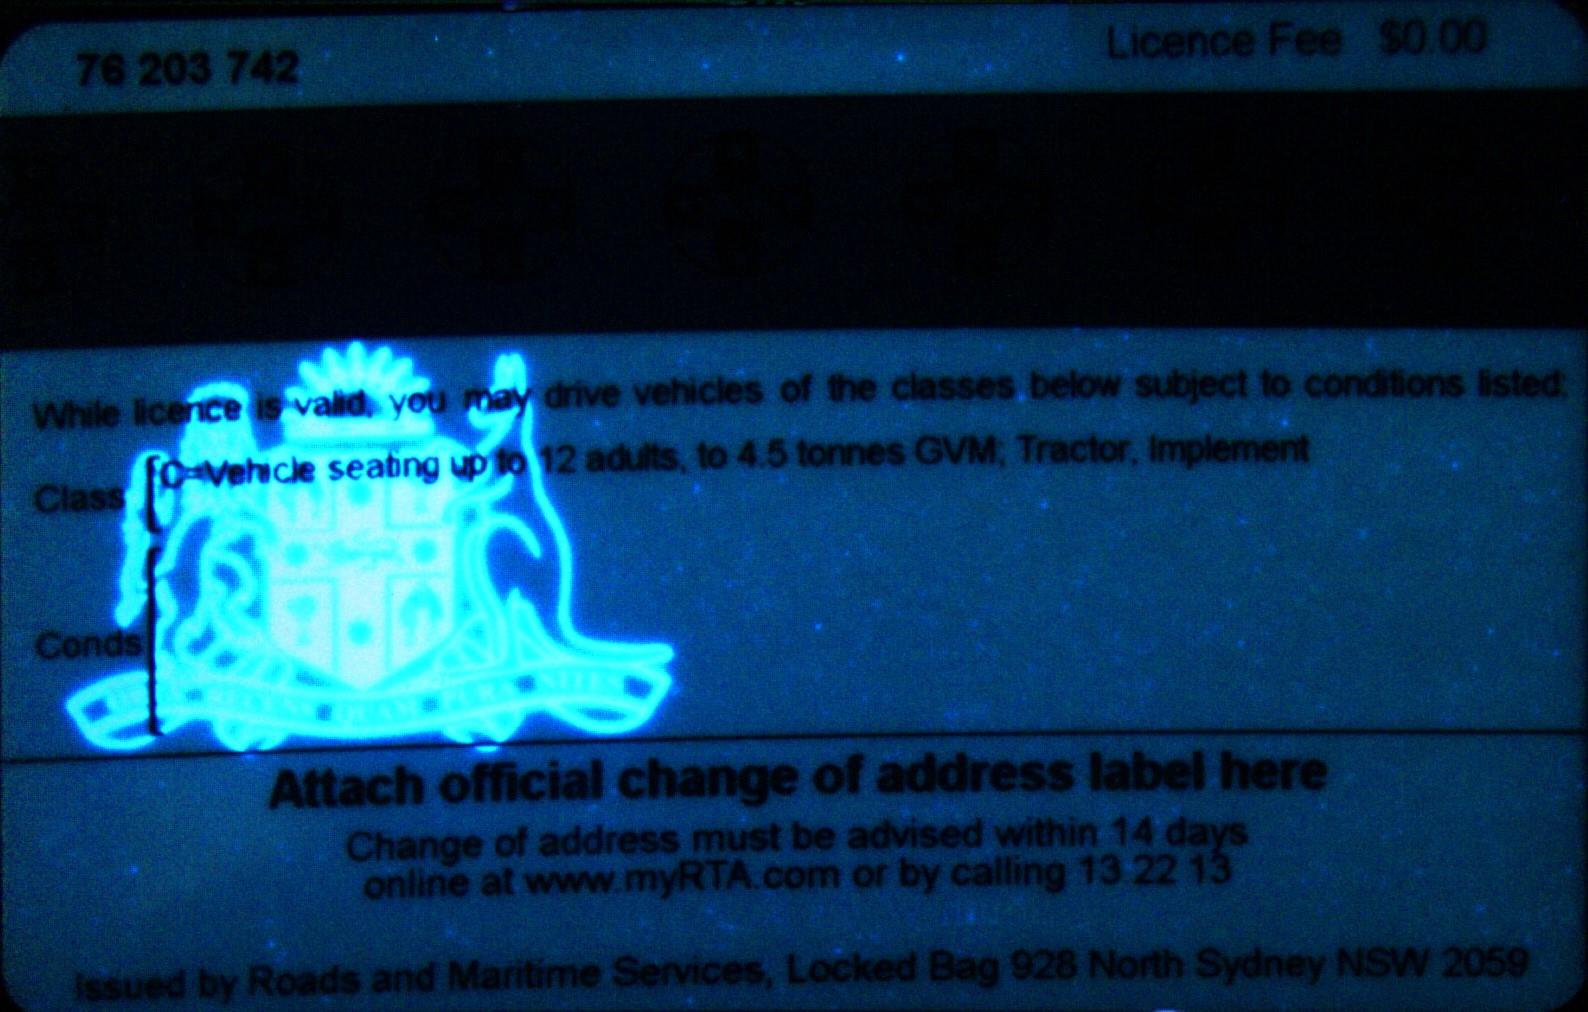 76 203 742
Licence Fee $0.00
While licence is valid, you may drive vehicles of the classes below subject to conditions listed:
Class
C=Vehicle seating up to 12 adults, to 4.5 tonnes GVM; Tractor, Implement
Conds
RECENS QUAM PURA NITES
Attach official change of address label here
Change of address must be advised within 14 days
online at www.myRTA.com or by calling 13 22 13
Issued by Roads and Maritime Services, Locked Bag 928 North Sydney NSW 2059